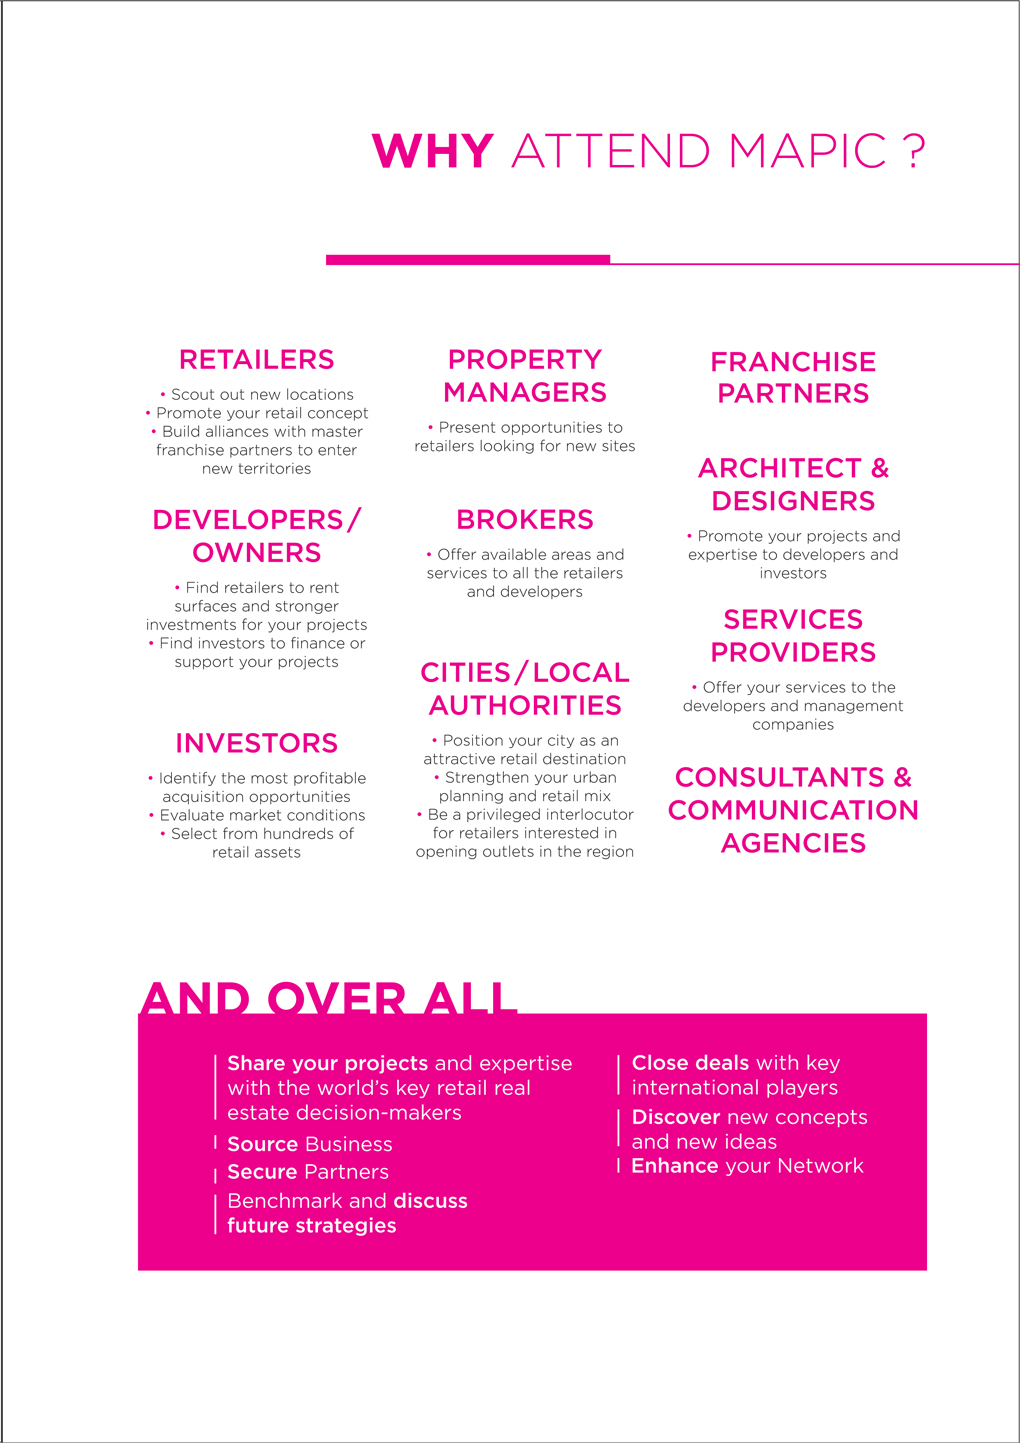 WHY ATTEND MAPIC ?
RETAILERS
• Scout out new locations
• Promote your retail concept
• Build alliances with master
franchise partners to enter
new territories
DEVELOPERS/
OWNERS
• Find retailers to rent
surfaces and stronger
investments for your projects
• Find investors to finance or
support your projects
INVESTORS
• Identify the most profitable
acquisition opportunities
• Evaluate market conditions
• Select from hundreds of
retail assets
PROPERTY
MANAGERS
• Present opportunities to
retailers looking for new sites
BROKERS
• Offer available areas and
services to all the retailers
and developers
CITIES/LOCAL
AUTHORITIES
• Position your city as an
attractive retail destination
• Strengthen your urban
planning and retail mix
• Be a privileged interlocutor
for retailers interested in
opening outlets in the region
FRANCHISE
PARTNERS
ARCHITECT &
DESIGNERS
• Promote your projects and
expertise to developers and
investors
SERVICES
PROVIDERS
• Offer your services to the
developers and management
companies
CONSULTANTS &
COMMUNICATION
AGENCIES
AND OVER ALL
Share your projects and expertise
with the world’s key retail real
estate decision-makers
Source Business
Secure Partners
Benchmark and discuss
future strategies
Close deals with key
international players
Discover new concepts
and new ideas
Enhance your Network